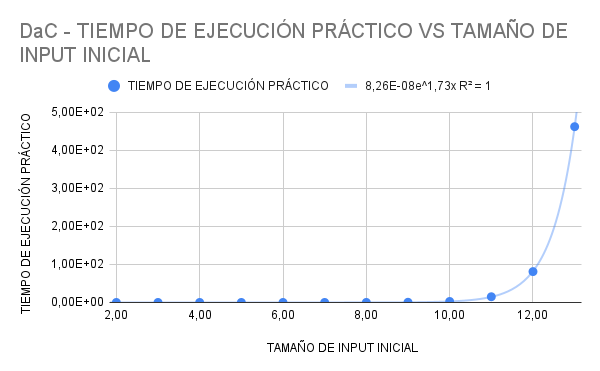 DaC - TIEMPO DE EJECUCIÓN PRÁCTICO VS TAMAÑO DE
INPUT INICIAL
TIEMPO DE EJECUCIÓN PRÁCTICO
8,26E-08e^1,73x R² = 1
TIEMPO DE EJECUCIÓN PRÁCTICO
5,00E+02
4,00E+02
3,00E+02
2,00E+02
1,00E+02
0,00E+00
2,00
4,00
6,00
8,00
10,00
12,00
TAMAÑO DE INPUT INICIAL